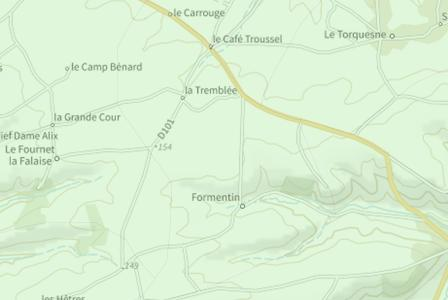 le Carrouge
le Café Troussel
Le Torquesne
S
le Camp Bénard
la Tremblée
la Grande Cour
D101
ief Dame Alix
154
Le Fournet
la Falaise
Formentin
149
les Hêtres